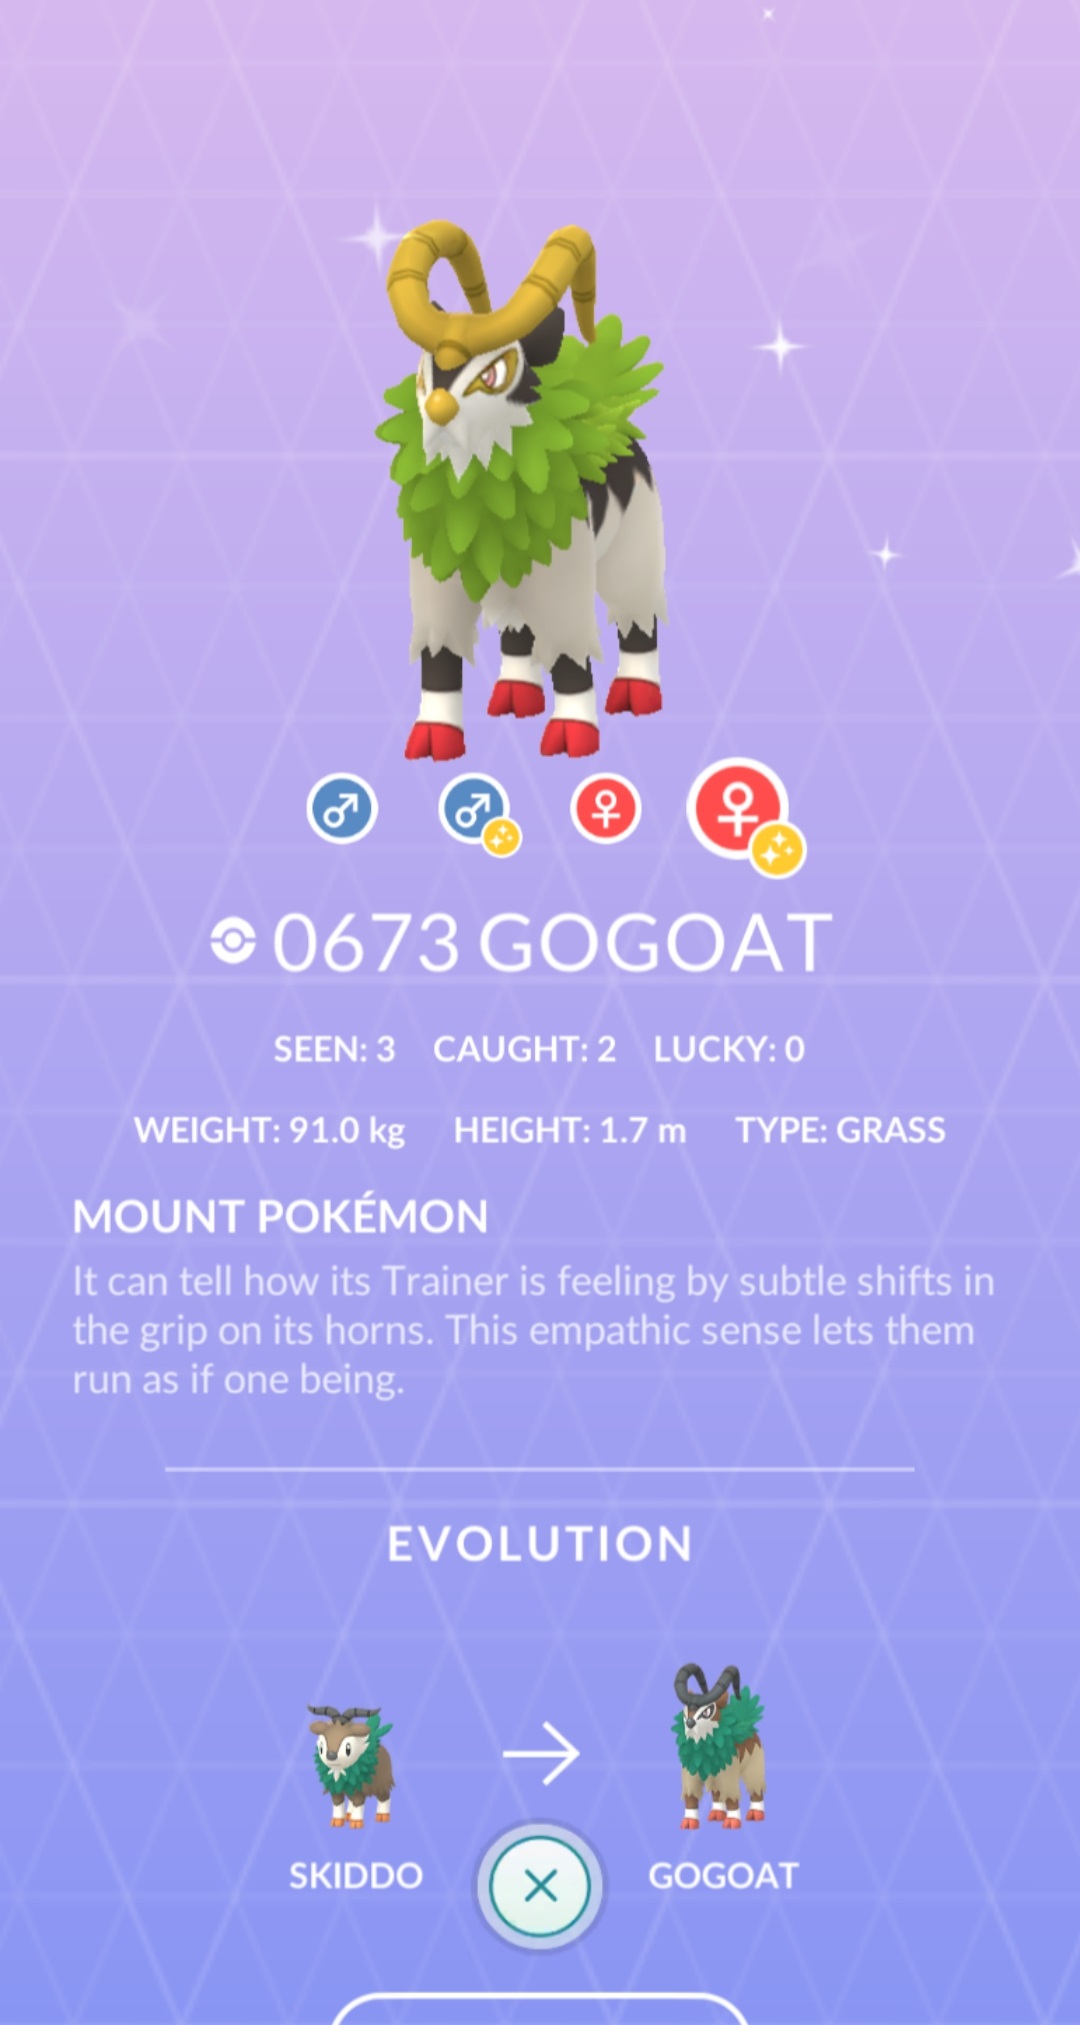 0673 GOGOAT
SEEN: 3 CAUGHT: 2 LUCKY: 0
WEIGHT: 91.0 kg HEIGHT: 1.7 m TYPE: GRASS
MOUNT POKÉMON
It can tell how its Trainer is feeling by subtle shifts in
the grip on its horns. This empathic sense lets them
run as if one being.
EVOLUTION
SKIDDO GOGOAT